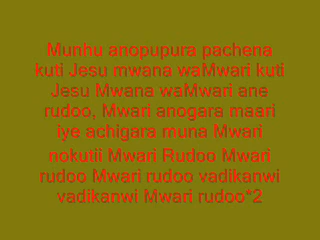 Munhu anopupura pachena
kuti Jesu mwana waMwari kuti
Jesu Mwana waMwari ane
rudoo, Mwari anogara maari
iye achigara muna Mwari
nokutii Mwari Rudoo Mwari
rudoo Mwari rudoo vadikanwi
vadikanwi Mwari rudoo*2